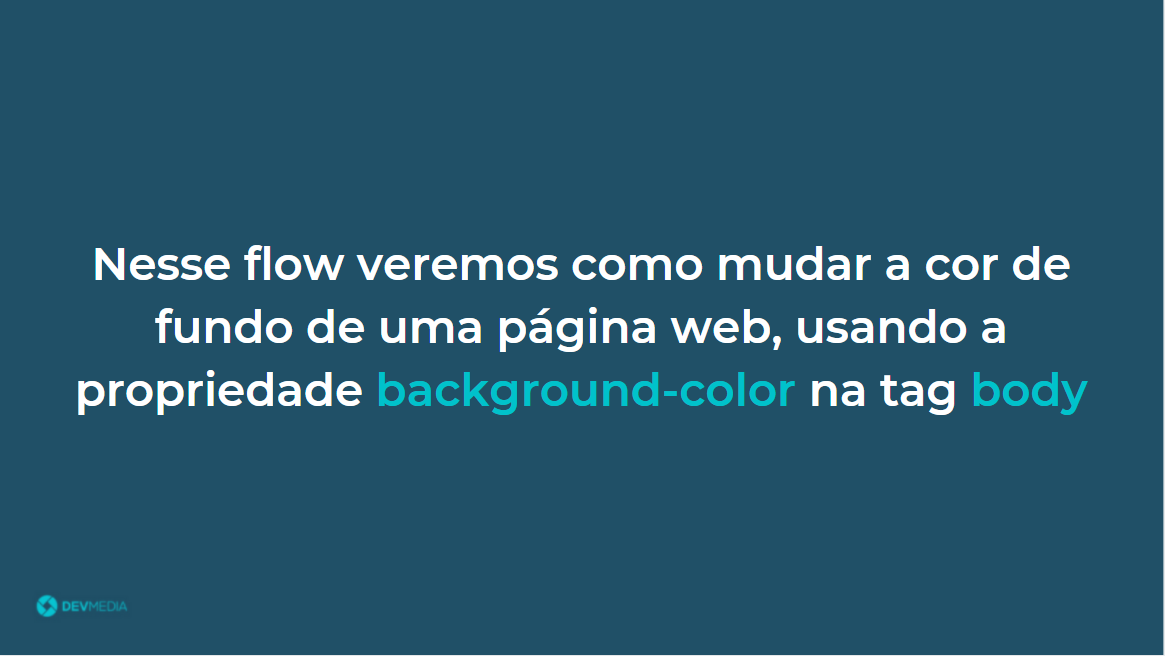 Nesse flow veremos como mudar a cor de
fundo de uma página web, usando a
propriedade background-color na tag body
DEVMEDIA